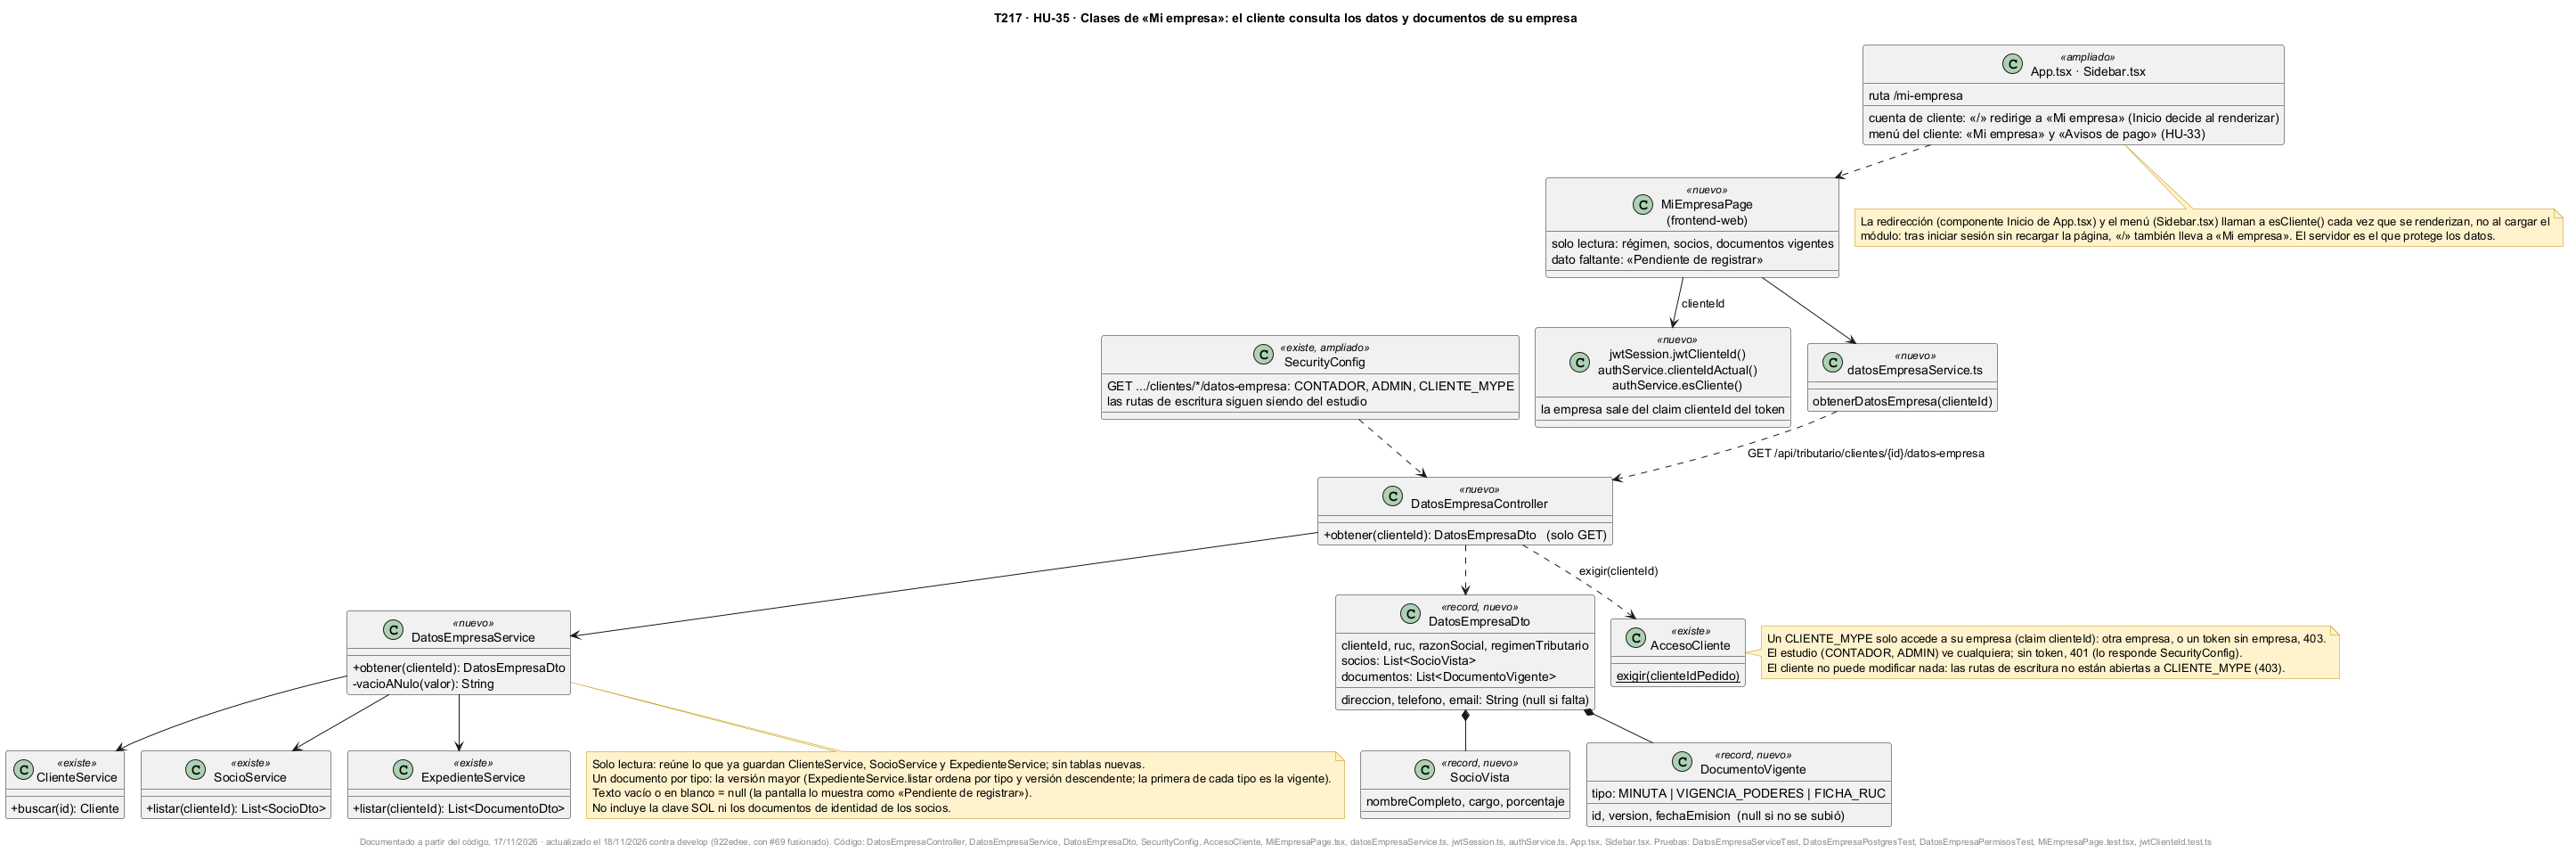 T217 · HU-35 · Clases de «Mi empresa»: el cliente consulta los datos y documentos de su empresa
«ampliado»
C App.tsx · Sidebar.tsx
ruta /mi-empresa
cuenta de cliente: «/» redirige a «Mi empresa» (Inicio decide al renderizar)
menú del cliente: «Mi empresa» y «Avisos de pago» (HU-33)
«nuevo»
C MiEmpresaPage
(frontend-web)
solo lectura: régimen, socios, documentos vigentes
dato faltante: «Pendiente de registrar»
La redirección (componente Inicio de App.tsx) y el menú (Sidebar.tsx) llaman a esCliente() cada vez que se renderizan, no al cargar el
módulo: tras iniciar sesión sin recargar la página, «/» también lleva a «Mi empresa». El servidor es el que protege los datos.
clienteId
«existe, ampliado»
C SecurityConfig
GET .../clientes/*/datos-empresa: CONTADOR, ADMIN, CLIENTE_MYPE
las rutas de escritura siguen siendo del estudio
«nuevo»
C jwtSession.jwtClienteId()
authService.clienteIdActual()
authService.esCliente()
la empresa sale del claim clienteId del token
«nuevo»
C datosEmpresaService.ts
obtenerDatosEmpresa(clienteId)
GET /api/tributario/clientes/{id}/datos-empresa
«nuevo»
C DatosEmpresaController
+obtener(clienteId): DatosEmpresaDto (solo GET)
exigir(clienteId)
«nuevo»
C DatosEmpresaService
+obtener(clienteId): DatosEmpresaDto
-vacioANulo(valor): String
«record, nuevo»
C DatosEmpresaDto
clienteId, ruc, razonSocial, regimenTributario
socios: List<SocioVista>
documentos: List<DocumentoVigente>
direccion, telefono, email: String (null si falta)
«existe»
C AccesoCliente
exigir(clienteIdPedido)
Un CLIENTE_MYPE solo accede a su empresa (claim clienteId): otra empresa, o un token sin empresa, 403.
El estudio (CONTADOR, ADMIN) ve cualquiera; sin token, 401 (lo responde SecurityConfig).
El cliente no puede modificar nada: las rutas de escritura no están abiertas a CLIENTE_MYPE (403).
«existe»
C ClienteService
+buscar(id): Cliente
«existe»
C SocioService
+listar(clienteId): List<SocioDto>
«existe»
C ExpedienteService
+listar(clienteId): List<DocumentoDto>
Solo lectura: reúne lo que ya guardan ClienteService, SocioService y ExpedienteService; sin tablas nuevas.
Un documento por tipo: la versión mayor (ExpedienteService.listar ordena por tipo y versión descendente; la primera de cada tipo es la vigente).
Texto vacío o en blanco = null (la pantalla lo muestra como «Pendiente de registrar»).
No incluye la clave SOL ni los documentos de identidad de los socios.
«record, nuevo»
C SocioVista
nombreCompleto, cargo, porcentaje
«record, nuevo»
C DocumentoVigente
tipo: MINUTA | VIGENCIA_PODERES | FICHA_RUC
id, version, fechaEmision (null si no se subió)
Documentado a partir del código, 17/11/2026 · actualizado el 18/11/2026 contra develop (922edee, con #69 fusionado). Código: DatosEmpresaController, DatosEmpresaService, DatosEmpresaDto, SecurityConfig, AccesoCliente, MiEmpresaPage.tsx, datosEmpresaService.ts, jwtSession.ts, authService.ts, App.tsx, Sidebar.tsx. Pruebas: DatosEmpresaServiceTest, DatosEmpresaPostgresTest, DatosEmpresaPermisosTest, MiEmpresaPage.test.tsx, jwtClienteId.test.ts